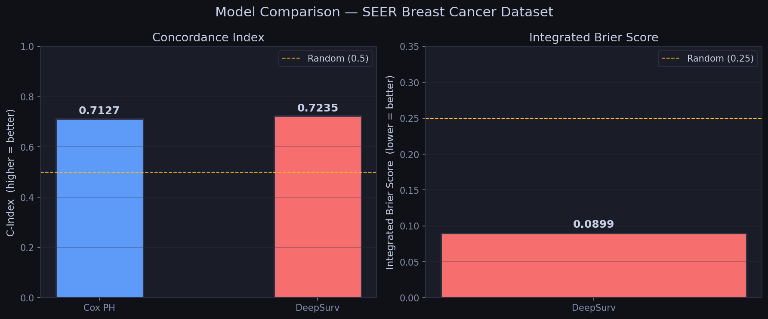 Model Comparison — SEER Breast Cancer Dataset
Concordance Index
C-Index (higher = better)
1.0
0.8
0.6
0.4
0.2
0.0
Random (0.5)
0.7127
0.7235
Cox PH
DeepSurv
Integrated Brier Score
Integrated Brier Score (lower = better)
0.35
0.30
0.25
0.20
0.15
0.10
0.05
0.00
Random (0.25)
0.0899
DeepSurv